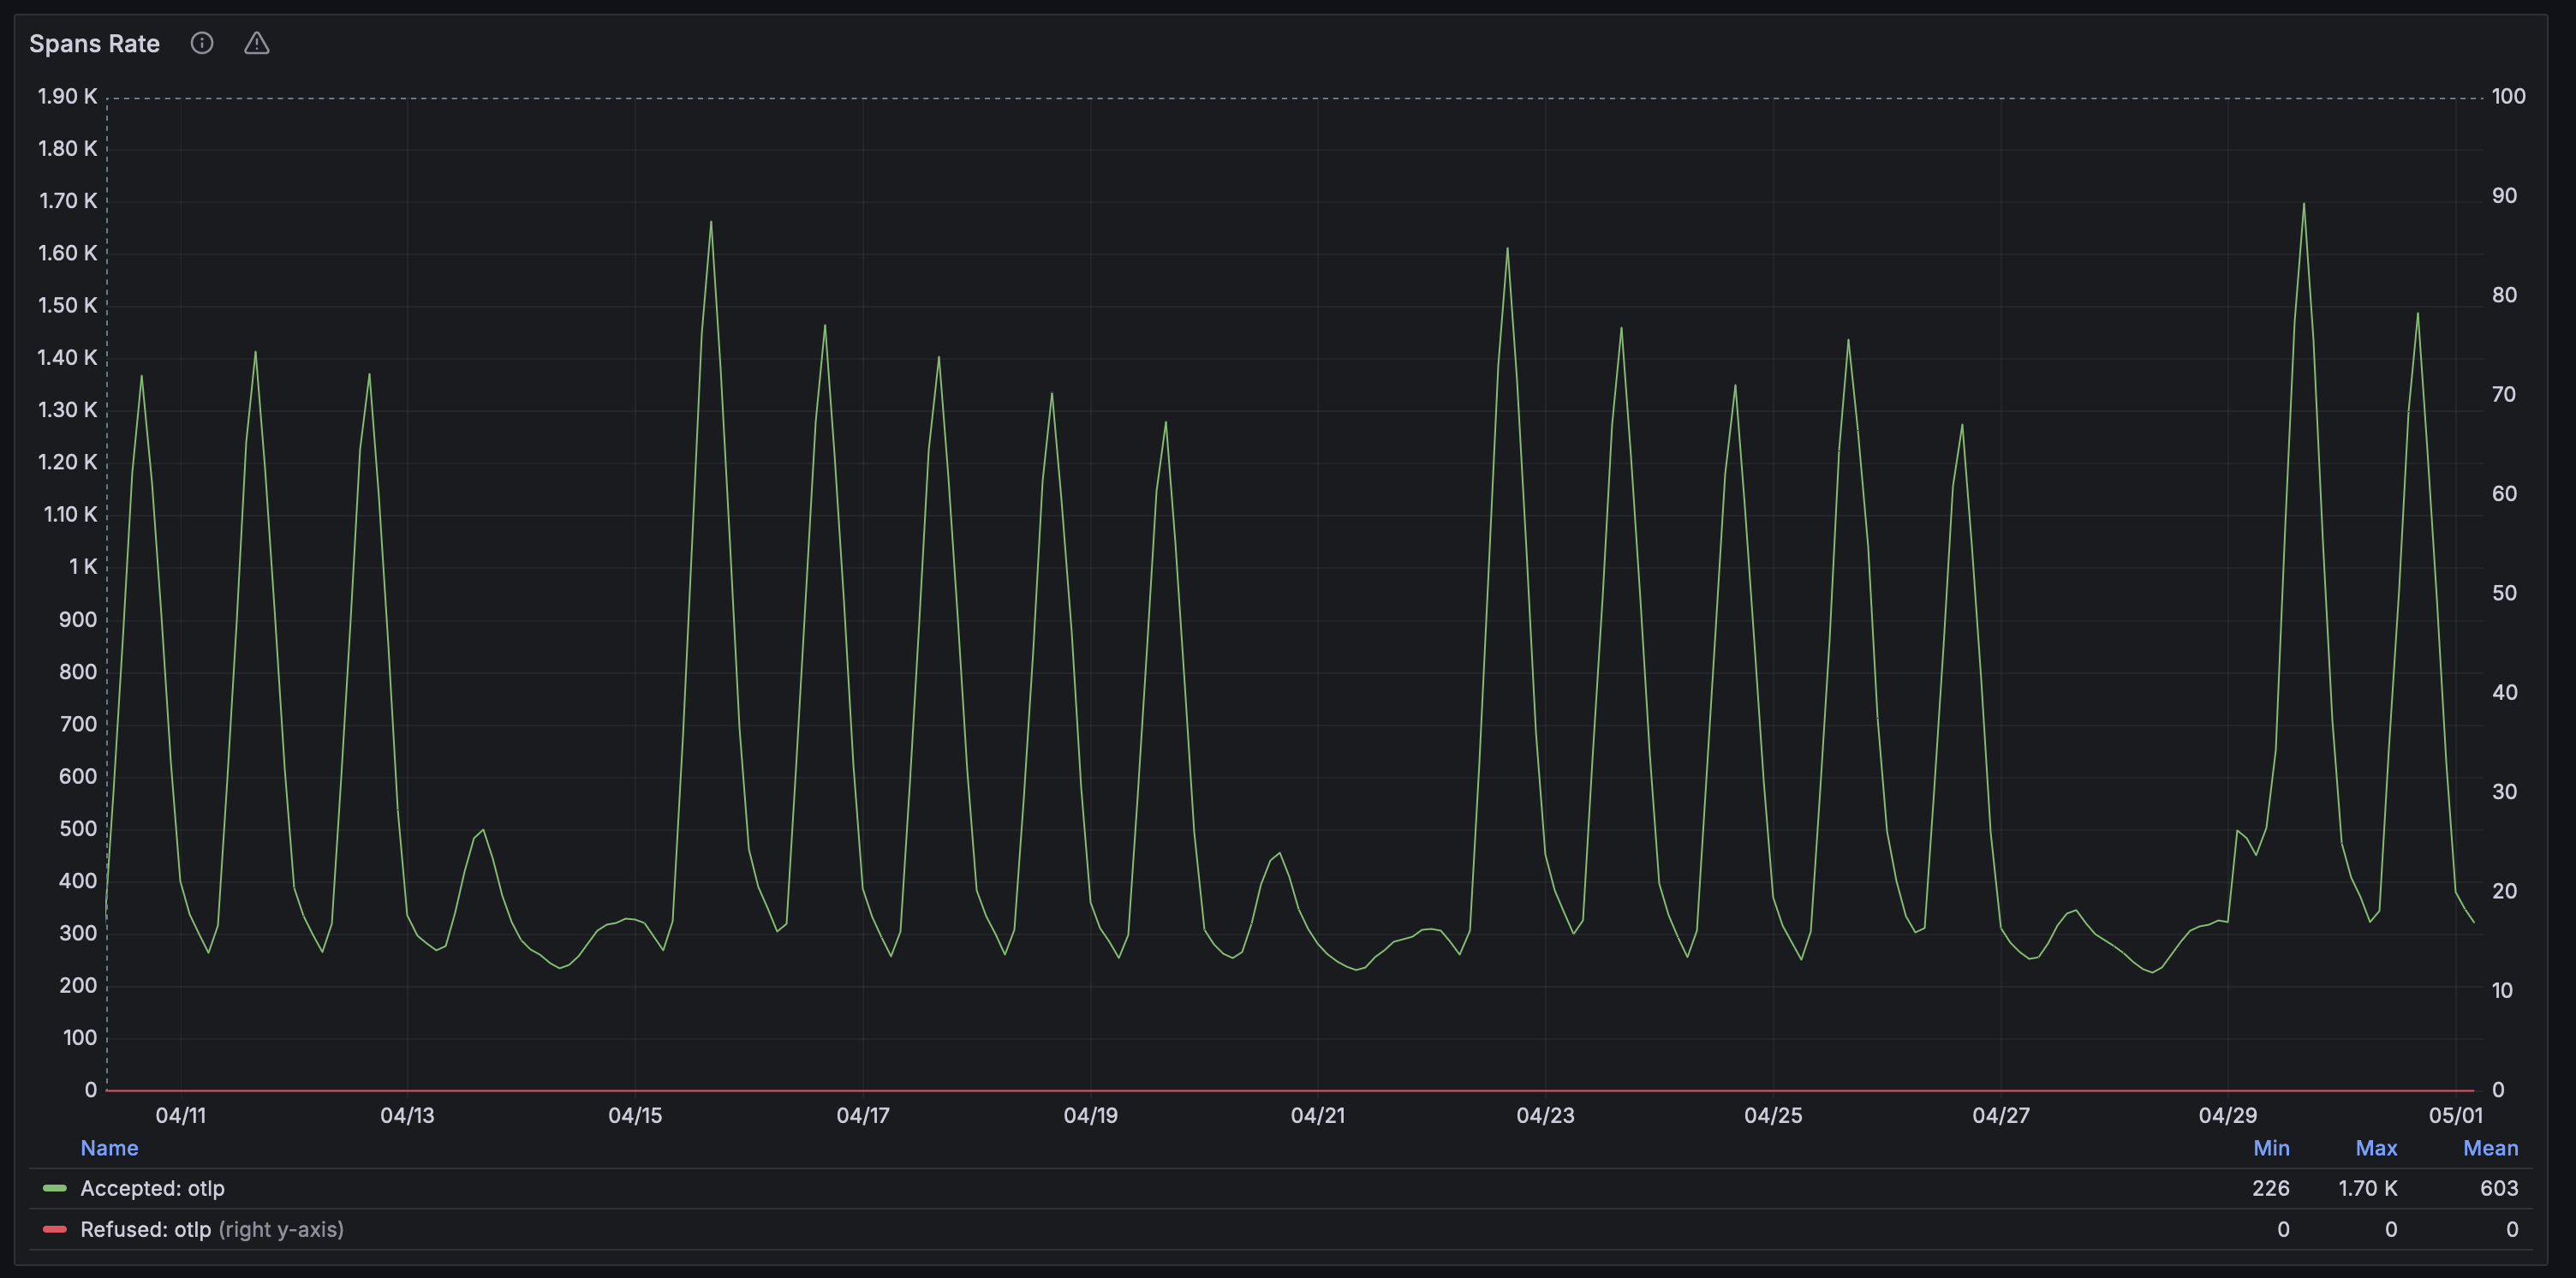 Spans Rate
1.90 K
100
1.80 K
1.70 K
90
1.60 K
1.50 K
80
1.40 K
70
1.30 K
1.20 K
60
1.10 K
1 K
50
900
800
40
700
600
30
500
400
20
300
200
10
100
0
0
04/11 04/13 04/15 04/17 04/19 04/21 04/23 04/25 04/27 04/29 05/01
Name Min Max Mean
Accepted: otlp 226 1.70 K 603
Refused: otlp (right y-axis) 0 0 0